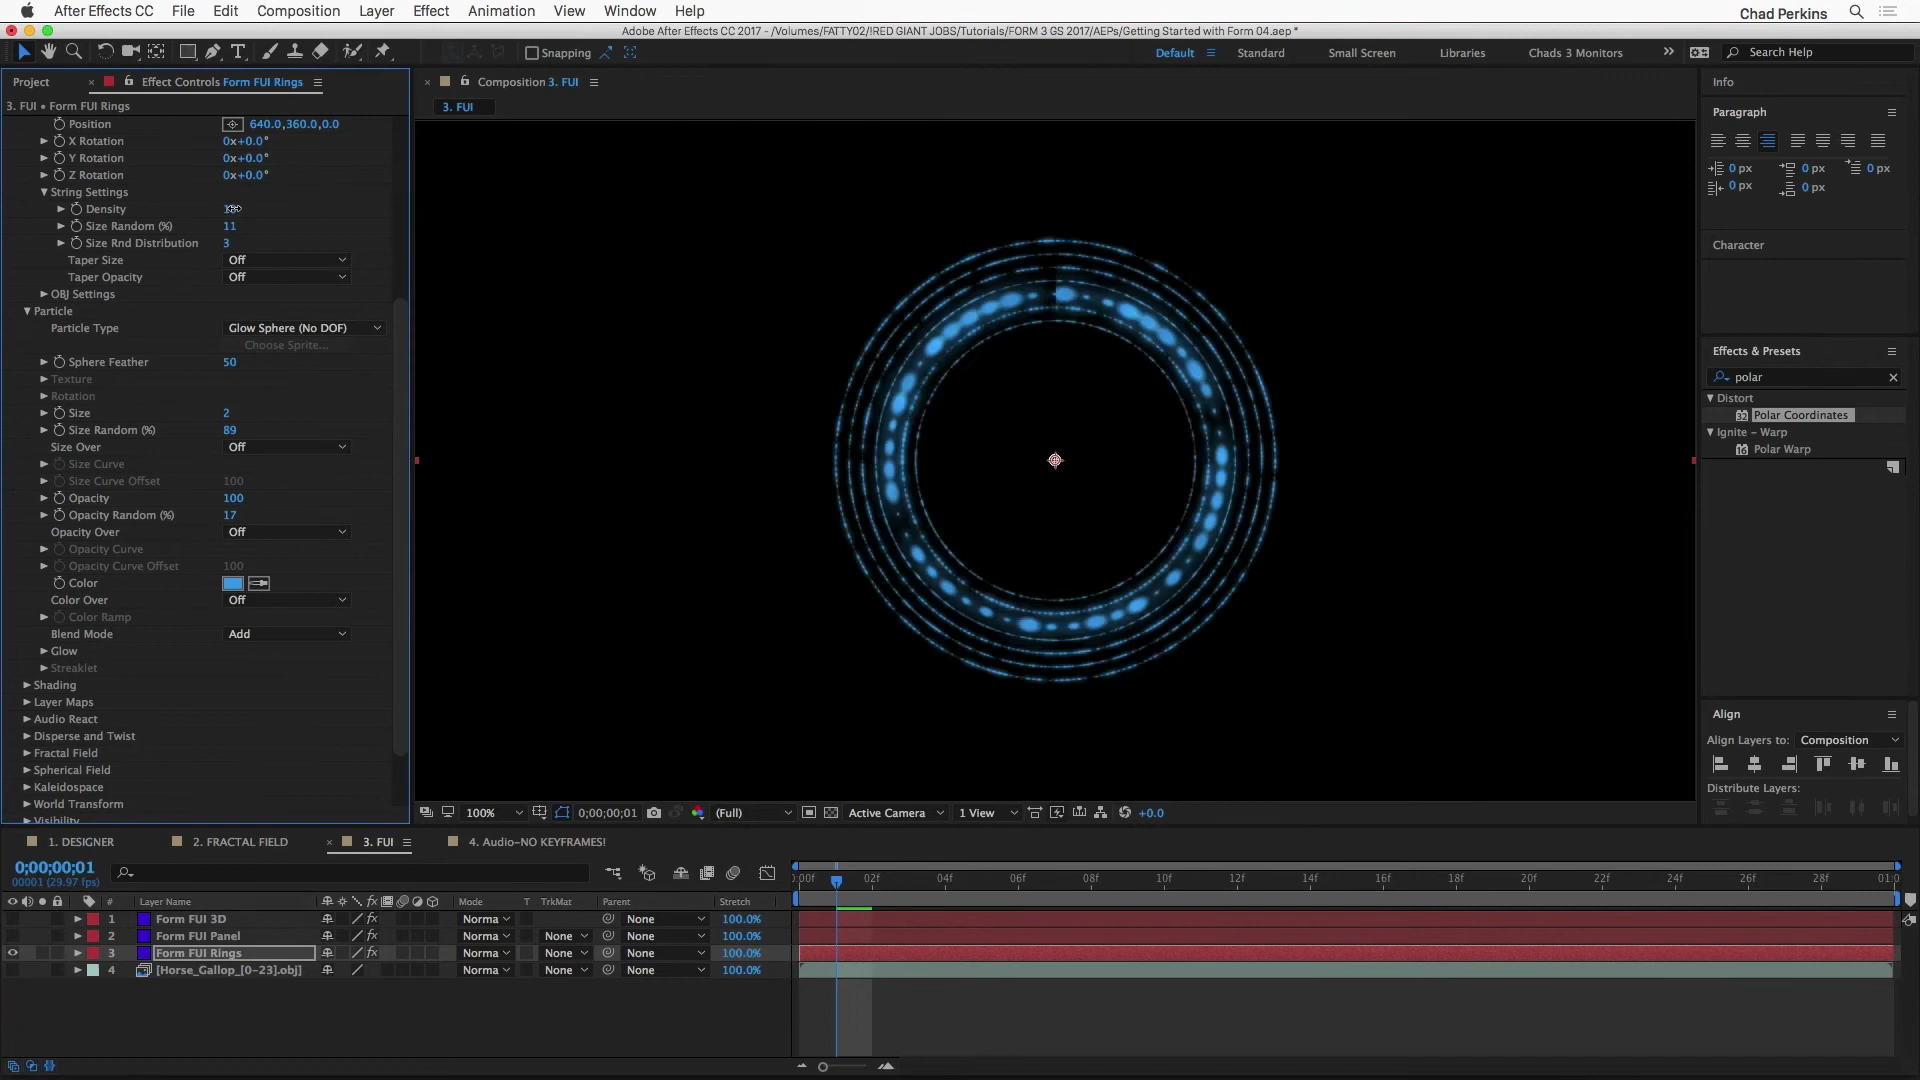 After Effects CC File Edit Composition Layer Effect Animation View Window Help Chad Perkins
Adobe After Effects CC 2017 - /Volumes/FATTY02/!RED GIANT JOBS/Tutorials/FORM 3 GS 2017/AEPs/Getting Started with Form 04.aep *
Snapping Default Standard Small Screen Libraries Chads 3 Monitors Search Help
Project Effect Controls Form FUI Rings
3. FUI • Form FUI Rings
Position 640.0,360.0,0.0
X Rotation 0x+0.0°
Y Rotation 0x+0.0°
Z Rotation 0x+0.0°
String Settings
Density
Size Random (%) 11
Size Rnd Distribution 3
Taper Size Off
Taper Opacity Off
OBJ Settings
Particle
Particle Type Glow Sphere (No DOF)
Choose Sprite...
Sphere Feather 50
Texture
Rotation
Size 2
Size Random (%) 89
Size Over Off
Size Curve
Size Curve Offset 100
Opacity 100
Opacity Random (%) 17
Opacity Over Off
Opacity Curve
Opacity Curve Offset 100
Color
Color Over Off
Color Ramp
Blend Mode Add
Glow
Streaklet
Shading
Layer Maps
Audio React
Disperse and Twist
Fractal Field
Spherical Field
Kaleidospace
World Transform
Visibility
Composition 3. FUI
3. FUI
100% 0;00;00;01 (Full) Active Camera 1 View +0.0
Info
Paragraph
0 px 0 px 0 px
0 px 0 px
Character
Effects & Presets
polar
Distort
32 Polar Coordinates
Ignite - Warp
16 Polar Warp
Align
Align Layers to: Composition
Distribute Layers:
1. DESIGNER 2. FRACTAL FIELD 3. FUI 4. Audio-NO KEYFRAMES!
0;00;00;01
00001 (29.97 fps)
:00f 02f 04f 06f 08f 10f 12f 14f 16f 18f 20f 22f 24f 26f 28f 01:0
# Layer Name fx Mode T TrkMat Parent Stretch
1 Form FUI 3D fx Norma None 100.0%
2 Form FUI Panel fx Norma None None 100.0%
3 Form FUI Rings fx Norma None None 100.0%
4 [Horse_Gallop_[0-23].obj] Norma None None 100.0%